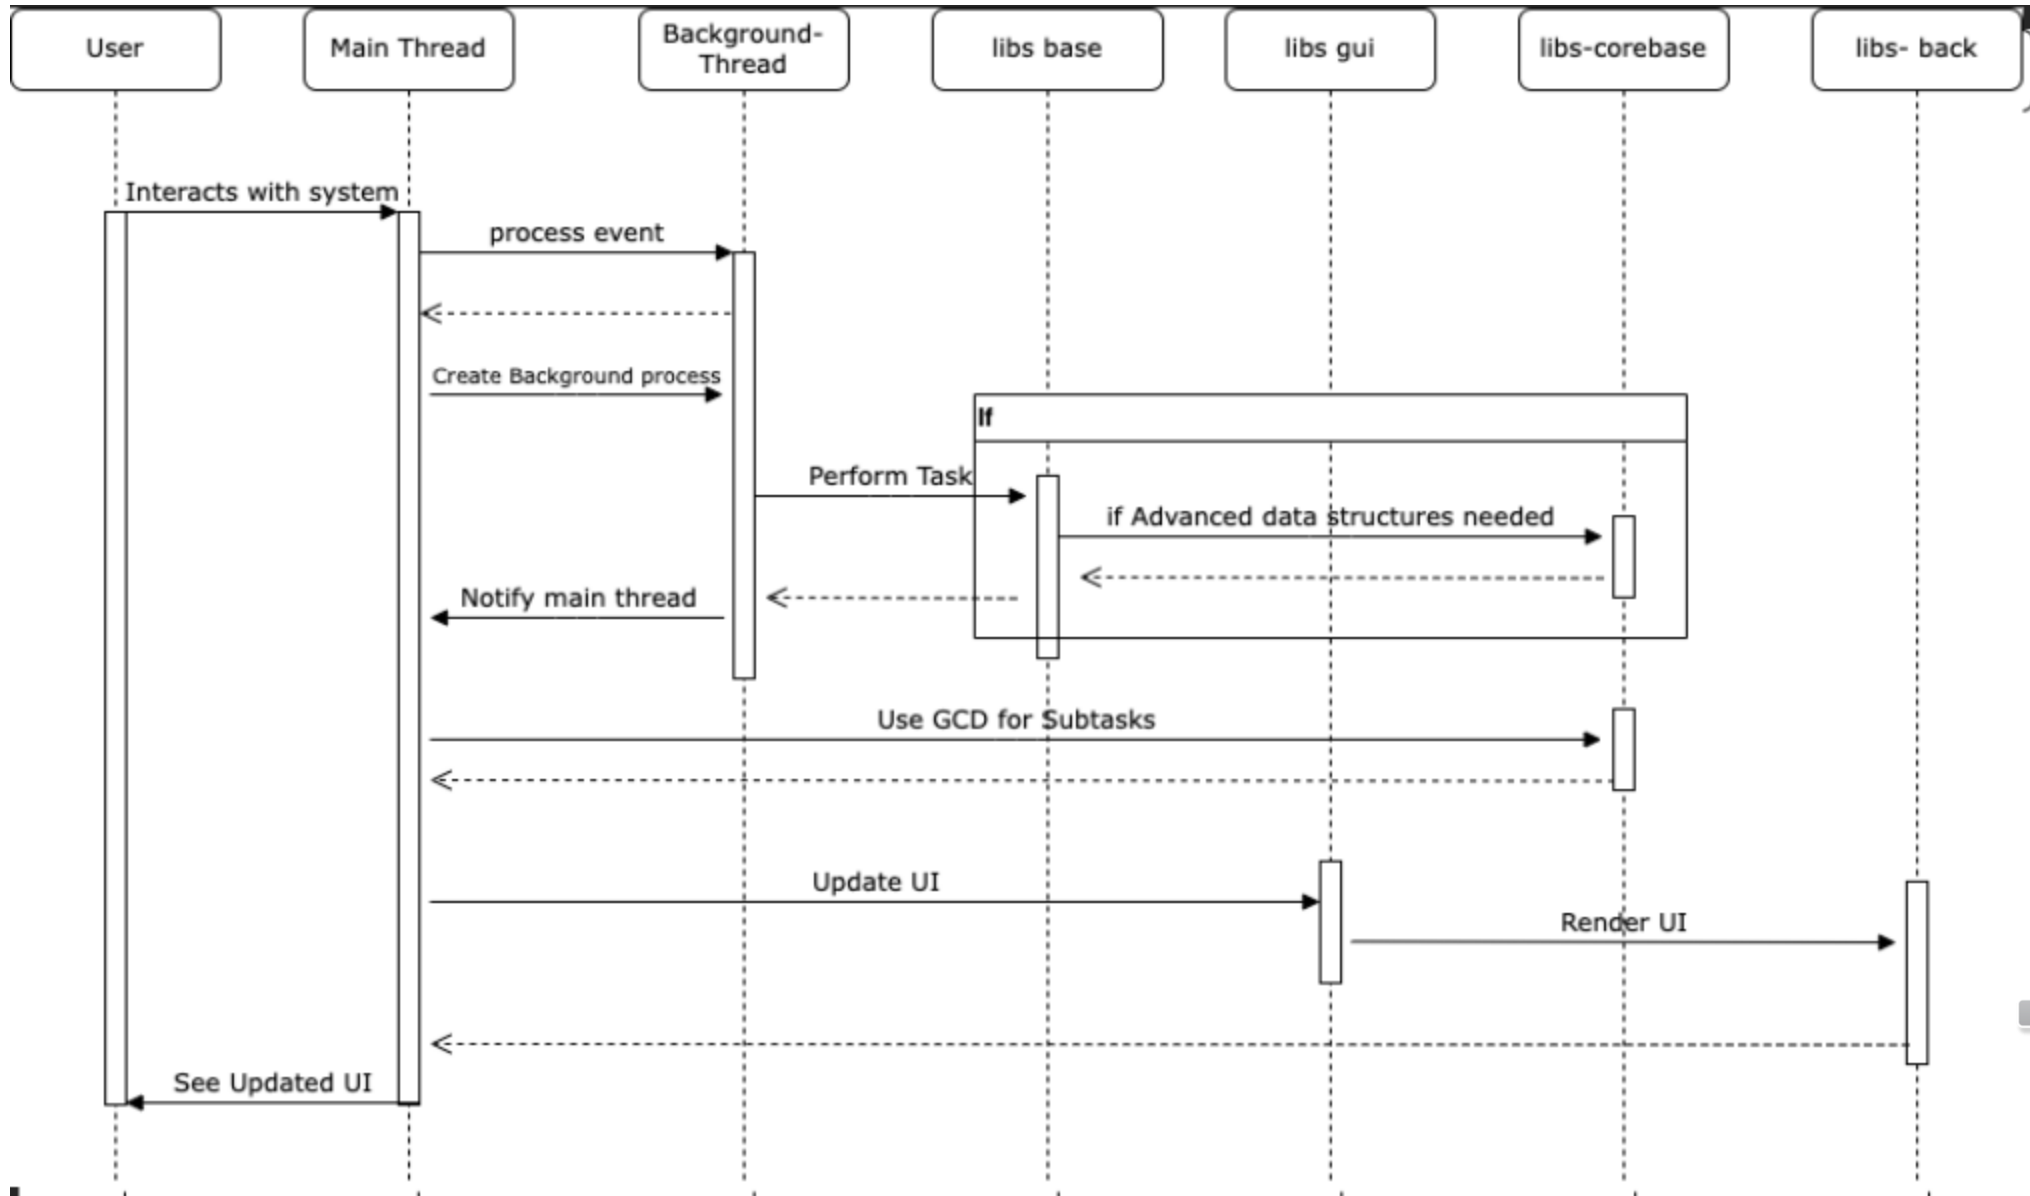 User
Main Thread
Background-
Thread
libs base
libs gui
libs-corebase
libs- back
Interacts with system
process event
Create Background process
If
Perform Task
if Advanced data structures needed
Notify main thread
Use GCD for Subtasks
Update UI
Render UI
See Updated UI